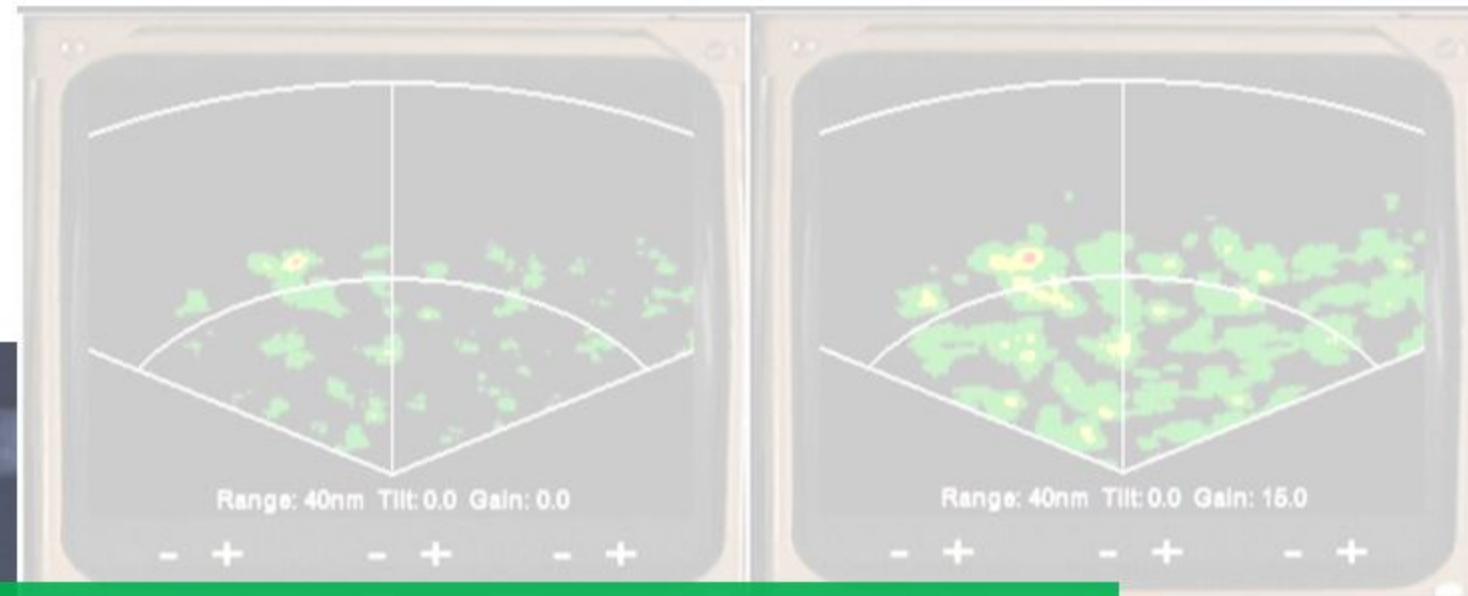 Range: 40nm Tilt: 0.0 Gain: 0.0
- + - + - +
Range: 40nm Tilt: 0.0 Gain: 15.0
- + - + - +